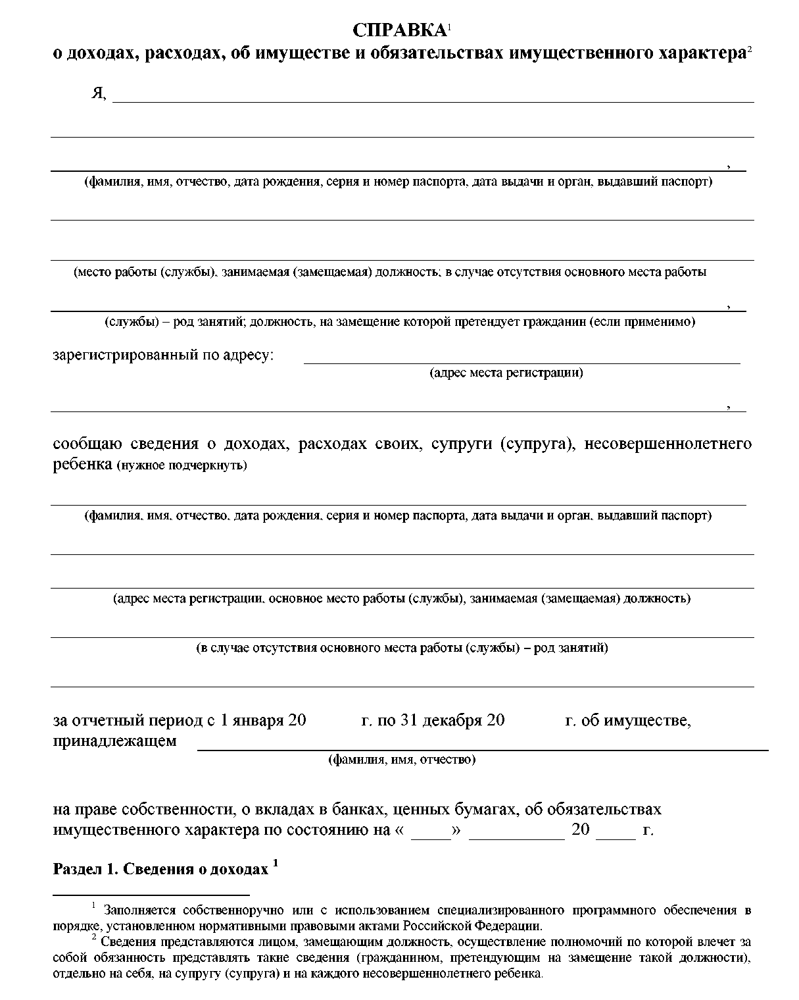 СПРАВКА¹
о доходах, расходах, об имуществе и обязательствах имущественного характера²
Я,
,
(фамилия, имя, отчество, дата рождения, серия и номер паспорта, дата выдачи и орган, выдавший паспорт)
(место работы (службы), занимаемая (замещаемая) должность; в случае отсутствия основного места работы
,
(службы) – род занятий; должность, на замещение которой претендует гражданин (если применимо)
зарегистрированный по адресу:
(адрес места регистрации)
,
сообщаю сведения о доходах, расходах своих, супруги (супруга), несовершеннолетнего
ребенка (нужное подчеркнуть)
(фамилия, имя, отчество, дата рождения, серия и номер паспорта, дата выдачи и орган, выдавший паспорт)
(адрес места регистрации, основное место работы (службы), занимаемая (замещаемая) должность)
(в случае отсутствия основного места работы (службы) – род занятий)
за отчетный период с 1 января 20 г. по 31 декабря 20 г. об имуществе,
принадлежащем
(фамилия, имя, отчество)
на праве собственности, о вкладах в банках, ценных бумагах, об обязательствах
имущественного характера по состоянию на « » 20 г.
Раздел 1. Сведения о доходах ¹
¹ Заполняется собственноручно или с использованием специализированного программного обеспечения в
порядке, установленном нормативными правовыми актами Российской Федерации.
² Сведения представляются лицом, замещающим должность, осуществление полномочий по которой влечет за
собой обязанность представлять такие сведения (гражданином, претендующим на замещение такой должности),
отдельно на себя, на супругу (супруга) и на каждого несовершеннолетнего ребенка.